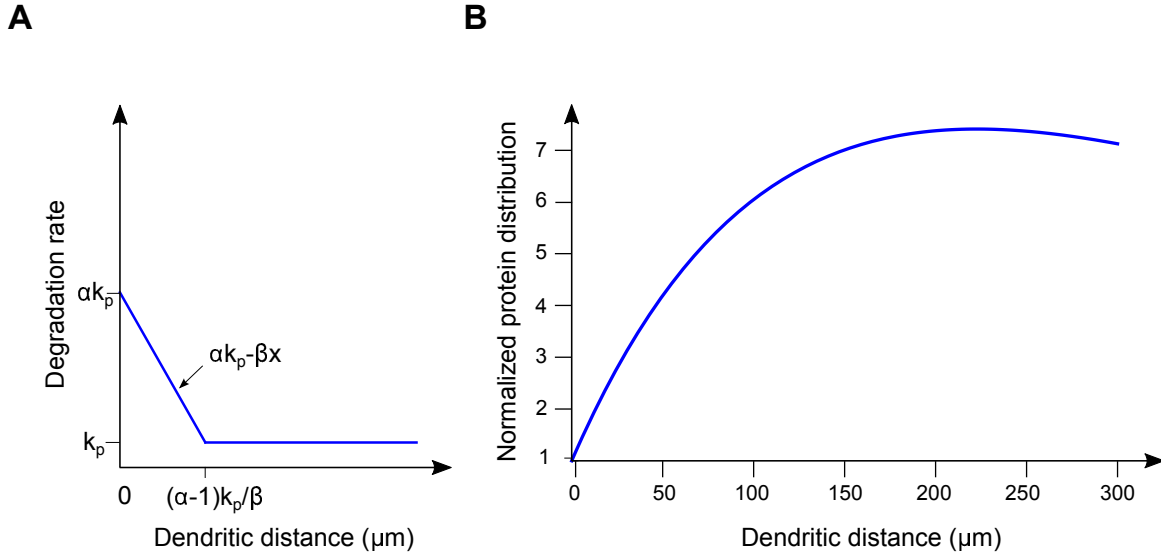 A
Degradation rate
αkp
αkp-βx
kp
0
(α-1)kp/β
Dendritic distance (μm)
B
Normalized protein distribution
7
6
5
4
3
2
1
0 50 100 150 200 250 300
Dendritic distance (μm)